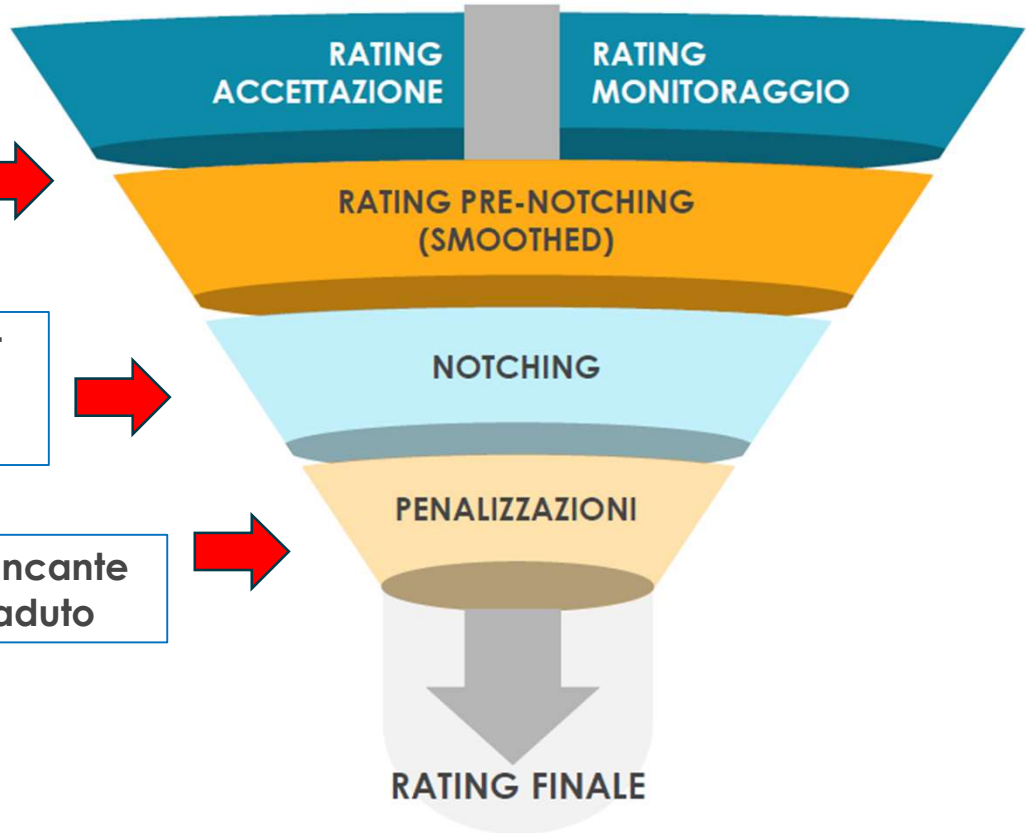 RATING
ACCETTAZIONE
RATING
MONITORAGGIO
RATING PRE-NOTCHING
(SMOOTHED)
NOTCHING
PENALIZZAZIONI
RATING FINALE